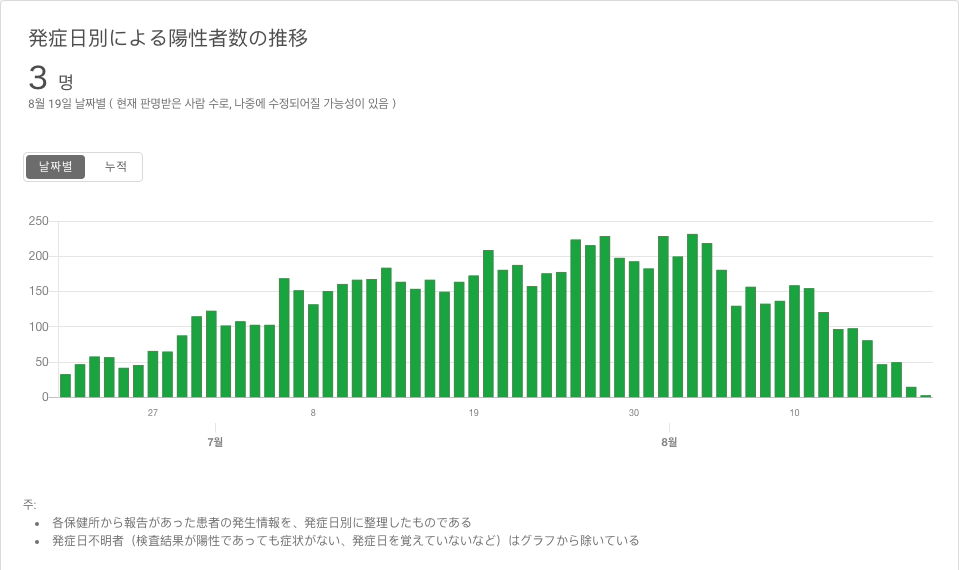 発症日別による陽性者数の推移
3 명
8월 19일 날짜별 ( 현재 판명받은 사람 수로, 나중에 수정되어질 가능성이 있음 )
날짜별 누적
250
200
150
100
50
0
27 8 19 30 10
7월 8월
주:
• 各保健所から報告があった患者の発生情報を、発症日別に整理したものである
• 発症日不明者（検査結果が陽性であっても症状がない、発症日を覚えていないなど）はグラフから除いている